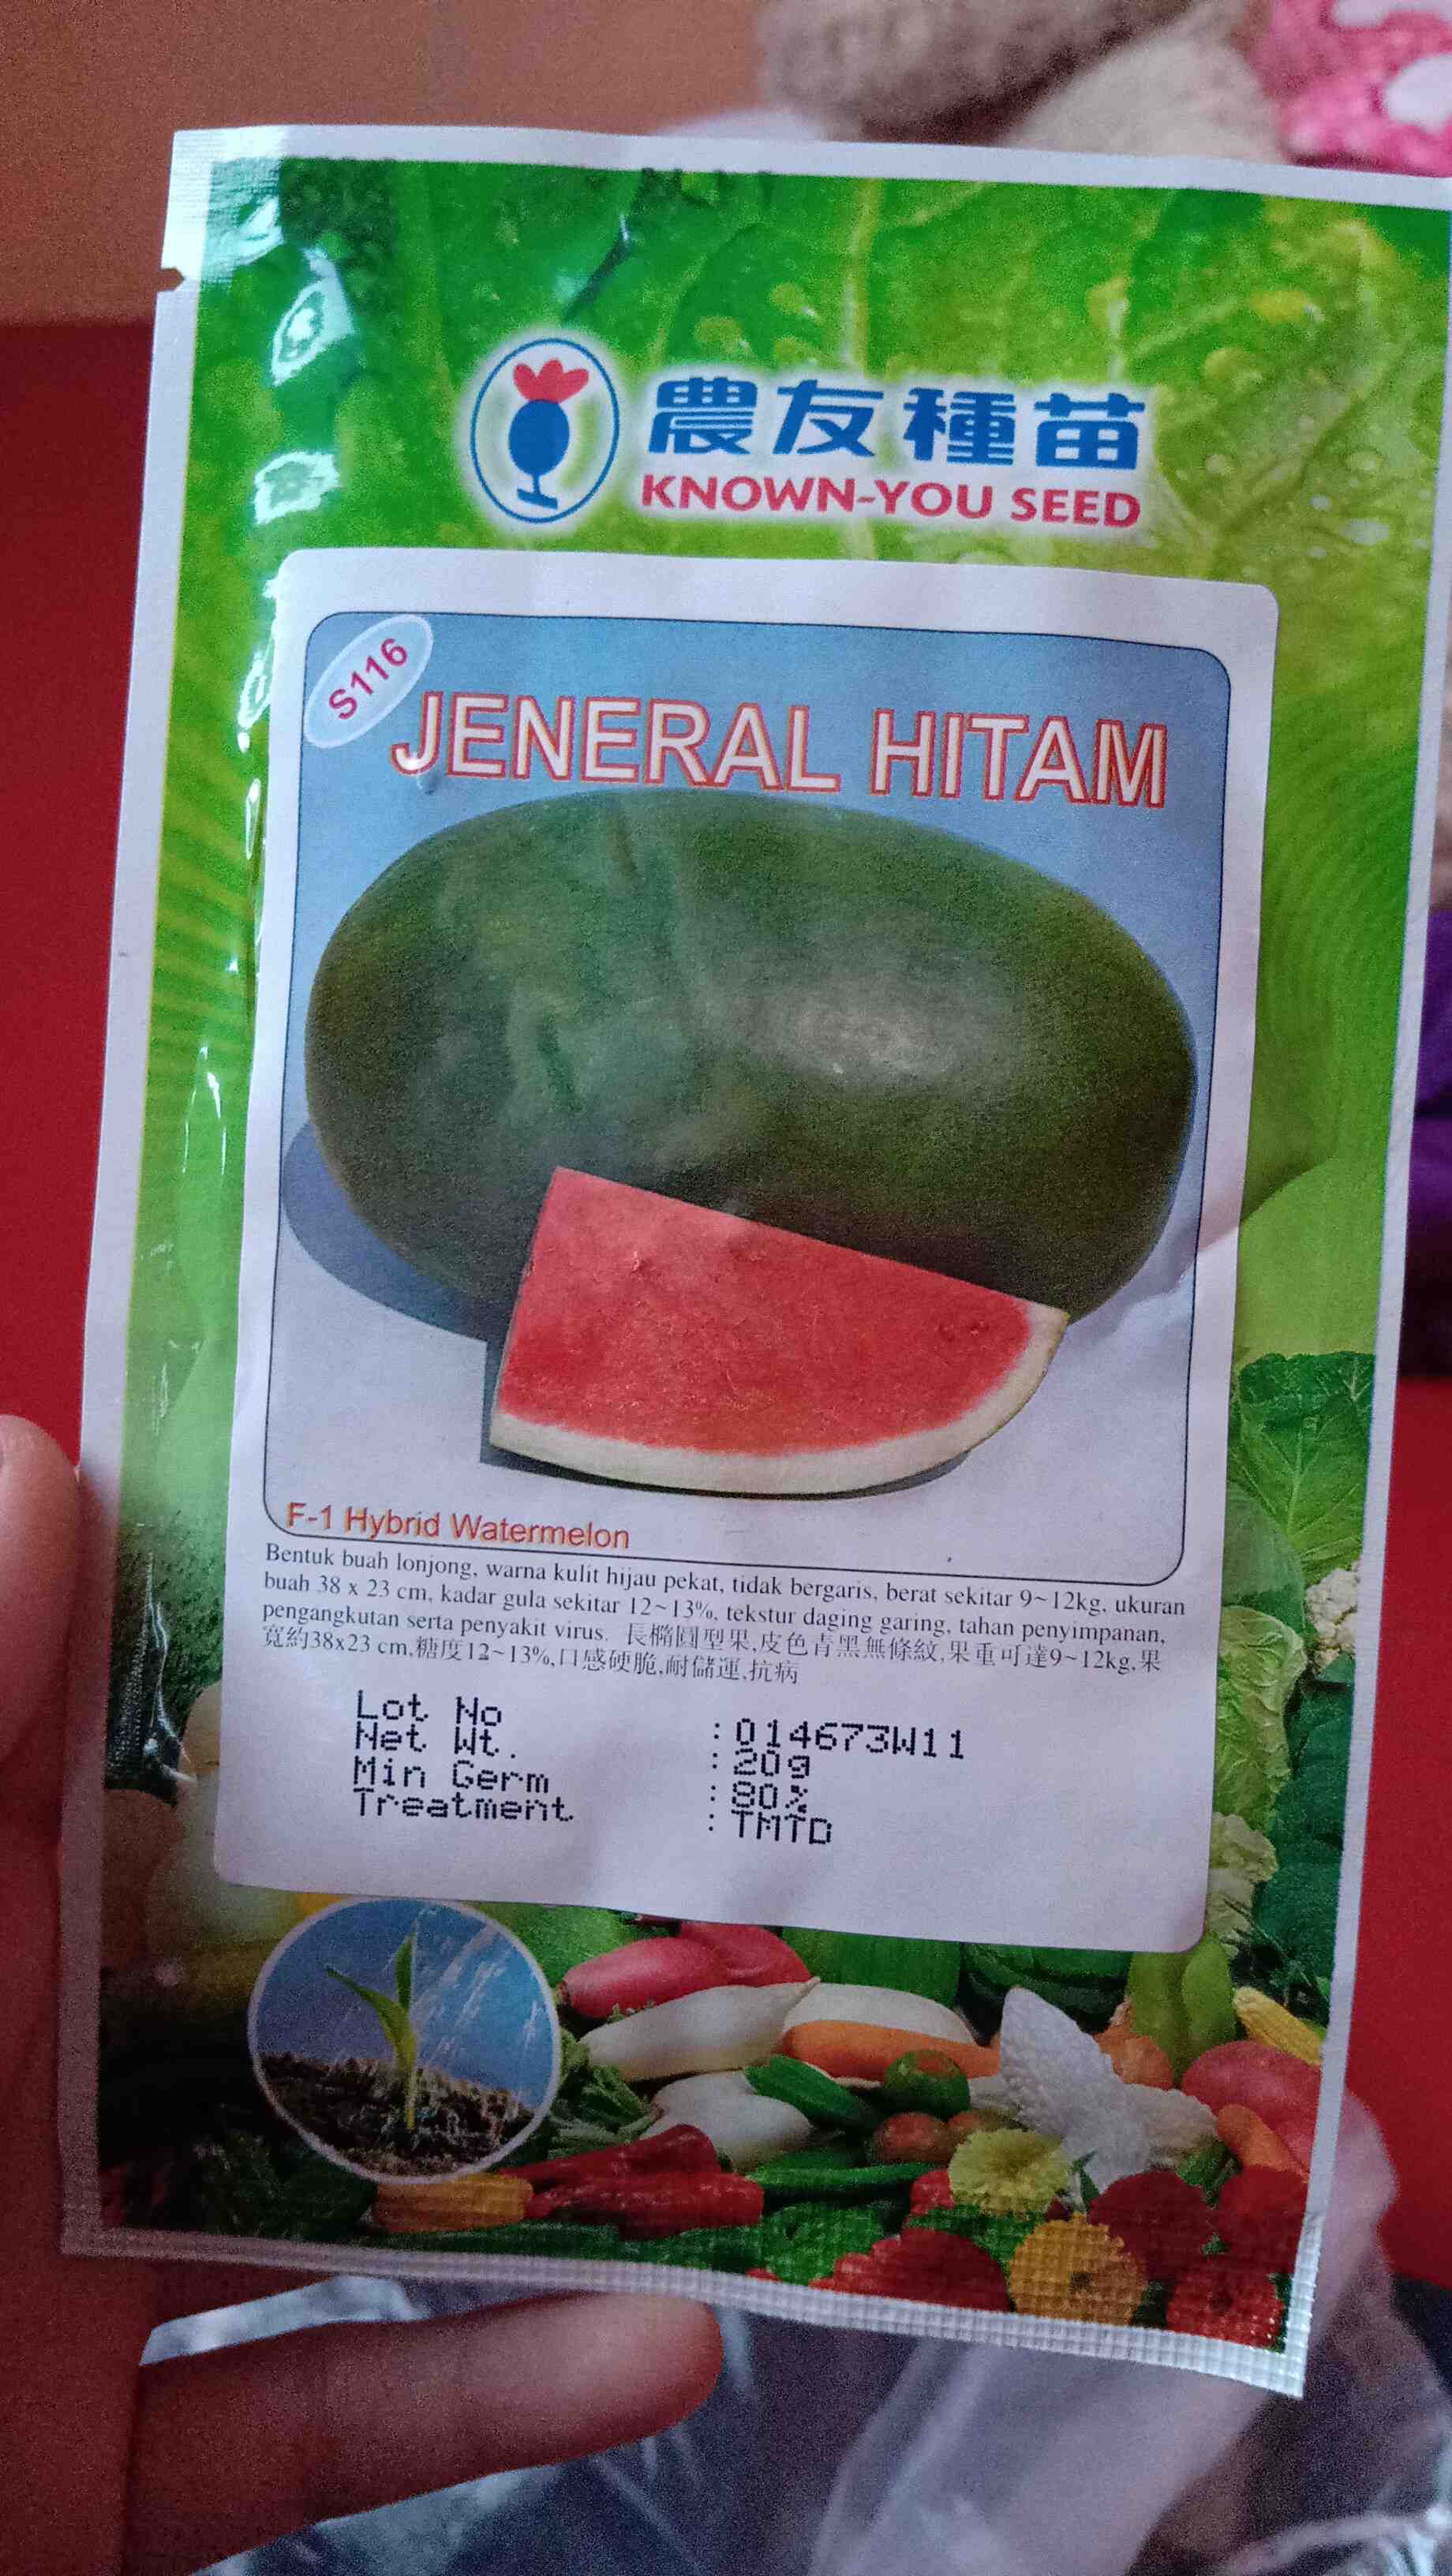 農友種苗
KNOWN-YOU SEED
S116
JENERAL HITAM
F-1 Hybrid Watermelon
Bentuk buah lonjong, warna kulit hijau pekat, tidak bergaris, berat sekitar 9~12kg, ukuran
buah 38 x 23 cm, kadar gula sekitar 12~13%, tekstur daging garing, tahan penyimpanan,
pengangkutan serta penyakit virus. 長橢圓型果,皮色青黑無條紋,果重可達9~12kg,果
寬約38x23 cm,糖度12~13%,口感硬脆,耐儲運,抗病
Lot No : 014673W11
Net Wt. : 20g
Min Germ : 80%
Treatment : TMTD